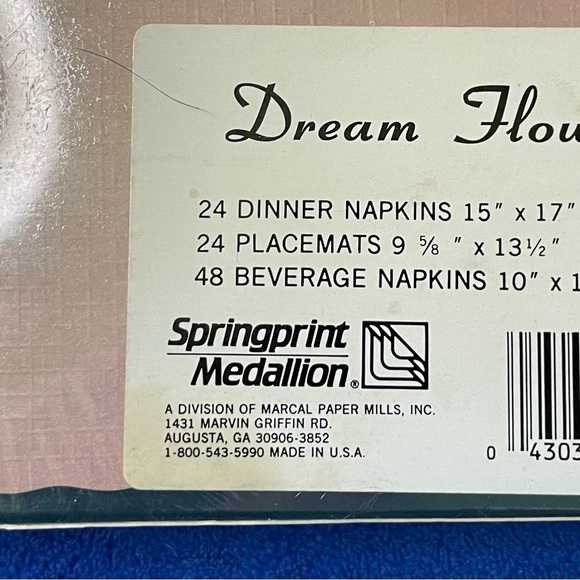 Dream Flou
24 DINNER NAPKINS 15" x 17"
24 PLACEMATS 9 5/8 " x 13½"
48 BEVERAGE NAPKINS 10" x 1
Springprint
Medallion®
A DIVISION OF MARCAL PAPER MILLS, INC.
1431 MARVIN GRIFFIN RD.
AUGUSTA, GA 30906-3852
1-800-543-5990 MADE IN U.S.A.
0 4303